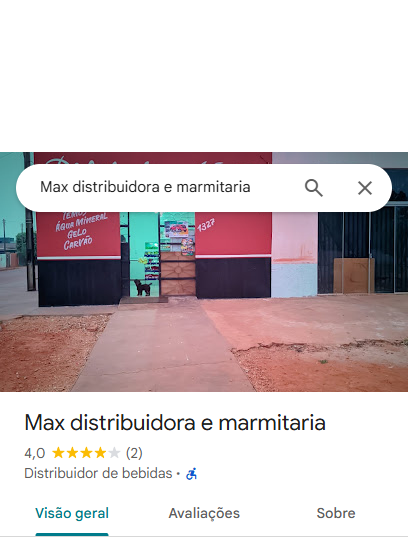 Max distribuidora e marmitaria
TEMOS
ÁGUA MINERAL
GELO
CARVÃO
1327
Max distribuidora e marmitaria
4,0 (2)
Distribuidor de bebidas ·
Visão geral
Avaliações
Sobre